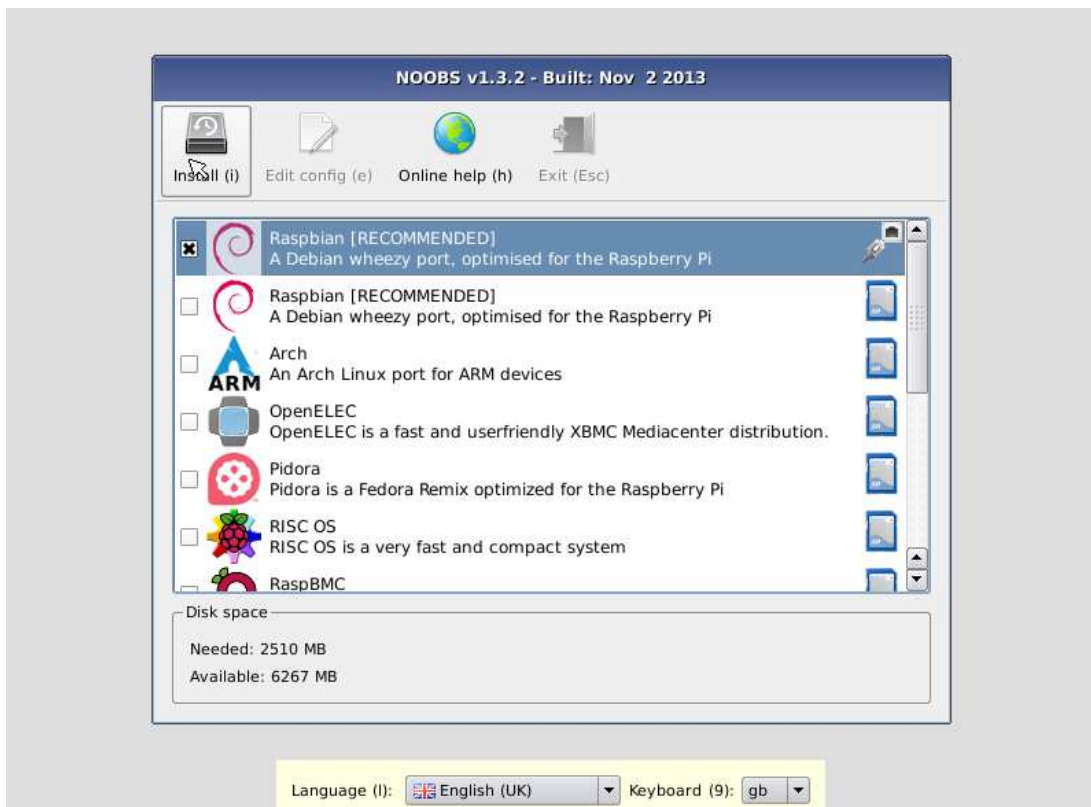 NOOBS v1.3.2 - Built: Nov 2 2013
Install (i) Edit config (e) Online help (h) Exit (Esc)
Raspbian [RECOMMENDED]
A Debian wheezy port, optimised for the Raspberry Pi
Raspbian [RECOMMENDED]
A Debian wheezy port, optimised for the Raspberry Pi
Arch
An Arch Linux port for ARM devices
ARM
OpenELEC
OpenELEC is a fast and userfriendly XBMC Mediacenter distribution.
Pidora
Pidora is a Fedora Remix optimized for the Raspberry Pi
RISC OS
RISC OS is a very fast and compact system
RaspBMC
Disk space
Needed: 2510 MB
Available: 6267 MB
Language (l): English (UK) Keyboard (9): gb